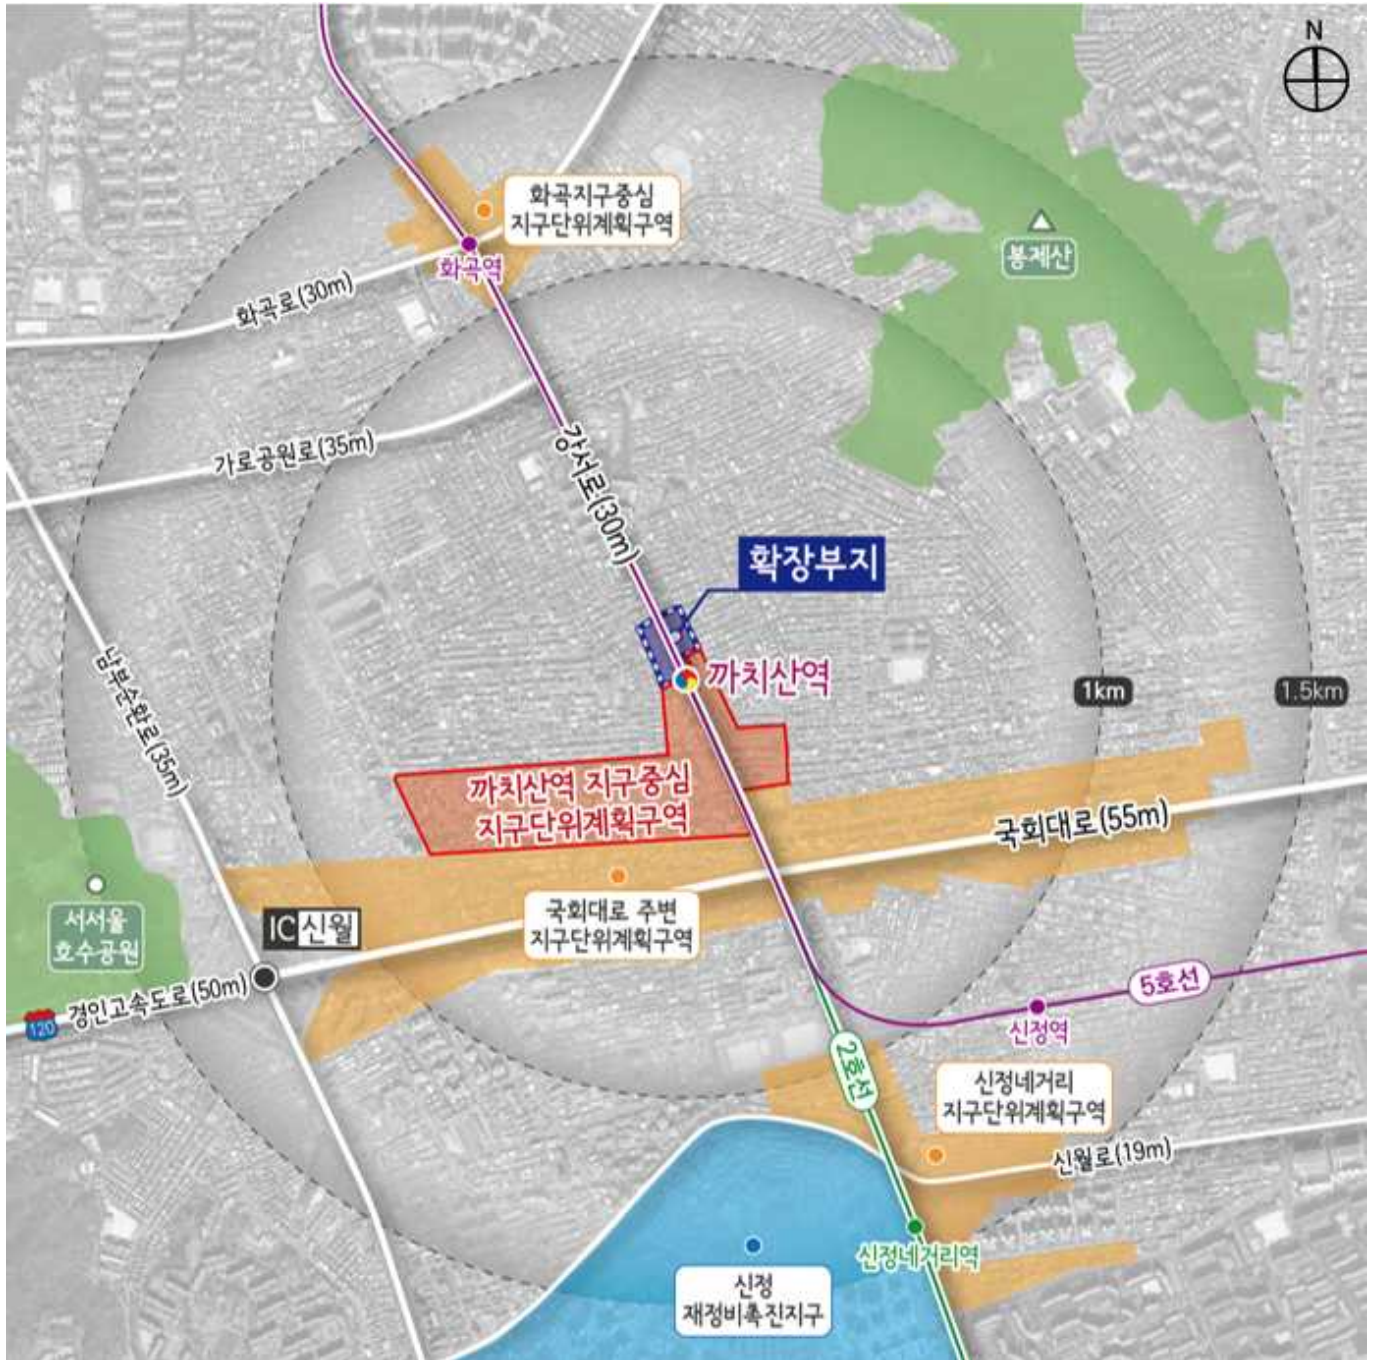 N
화곡지구중심
지구단위계획구역
봉제산
화곡역
화곡로(30m)
가로공원로(35m)
강서로(30m)
확장부지
까치산역
1km
1.5km
남부순환로(35m)
까치산역 지구중심
지구단위계획구역
국회대로(55m)
서서울
호수공원
IC 신월
국회대로 주변
지구단위계획구역
5호선
120
경인고속도로(50m)
신정역
2호선
신정네거리
지구단위계획구역
신월로(19m)
신정네거리역
신정
재정비촉진지구